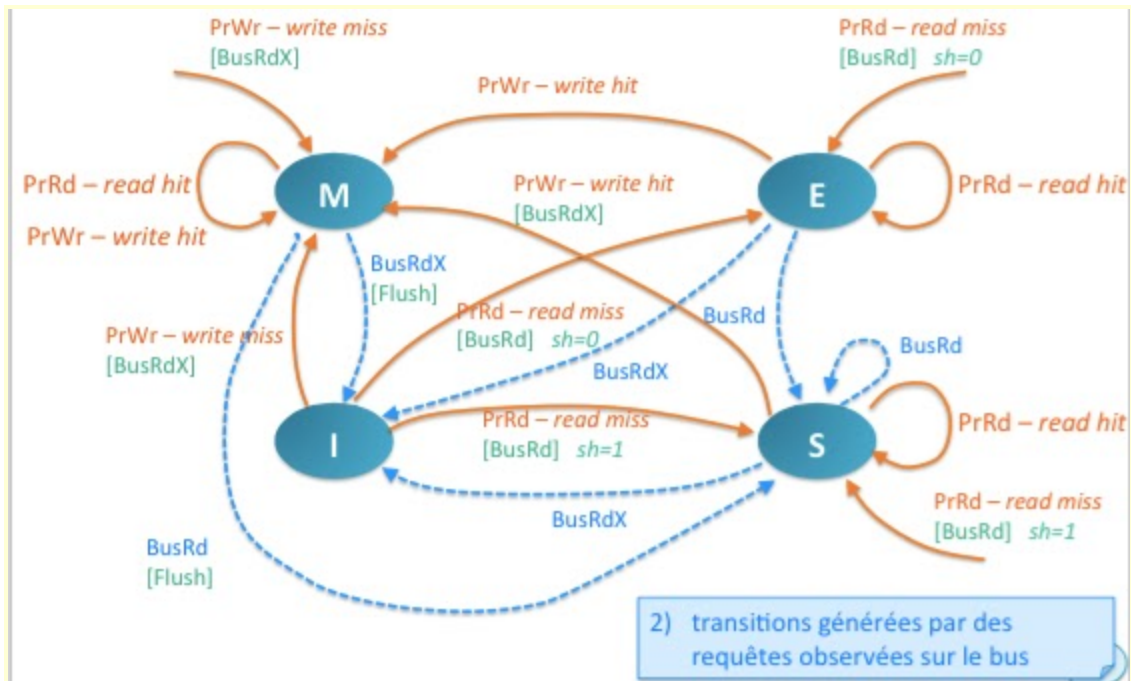 PrWr – write miss
[BusRdX]
PrRd – read miss
[BusRd] sh=0
PrWr – write hit
M
E
PrRd – read hit
PrWr – write hit
PrWr – write hit
[BusRdX]
PrRd – read hit
BusRdX
[Flush]
PrRd – read miss
[BusRd] sh=0
BusRd
BusRd
PrWr – write miss
[BusRdX]
BusRdX
I
PrRd – read miss
[BusRd] sh=1
S
PrRd – read hit
BusRdX
PrRd – read miss
[BusRd] sh=1
BusRd
[Flush]
2) transitions générées par des
requêtes observées sur le bus